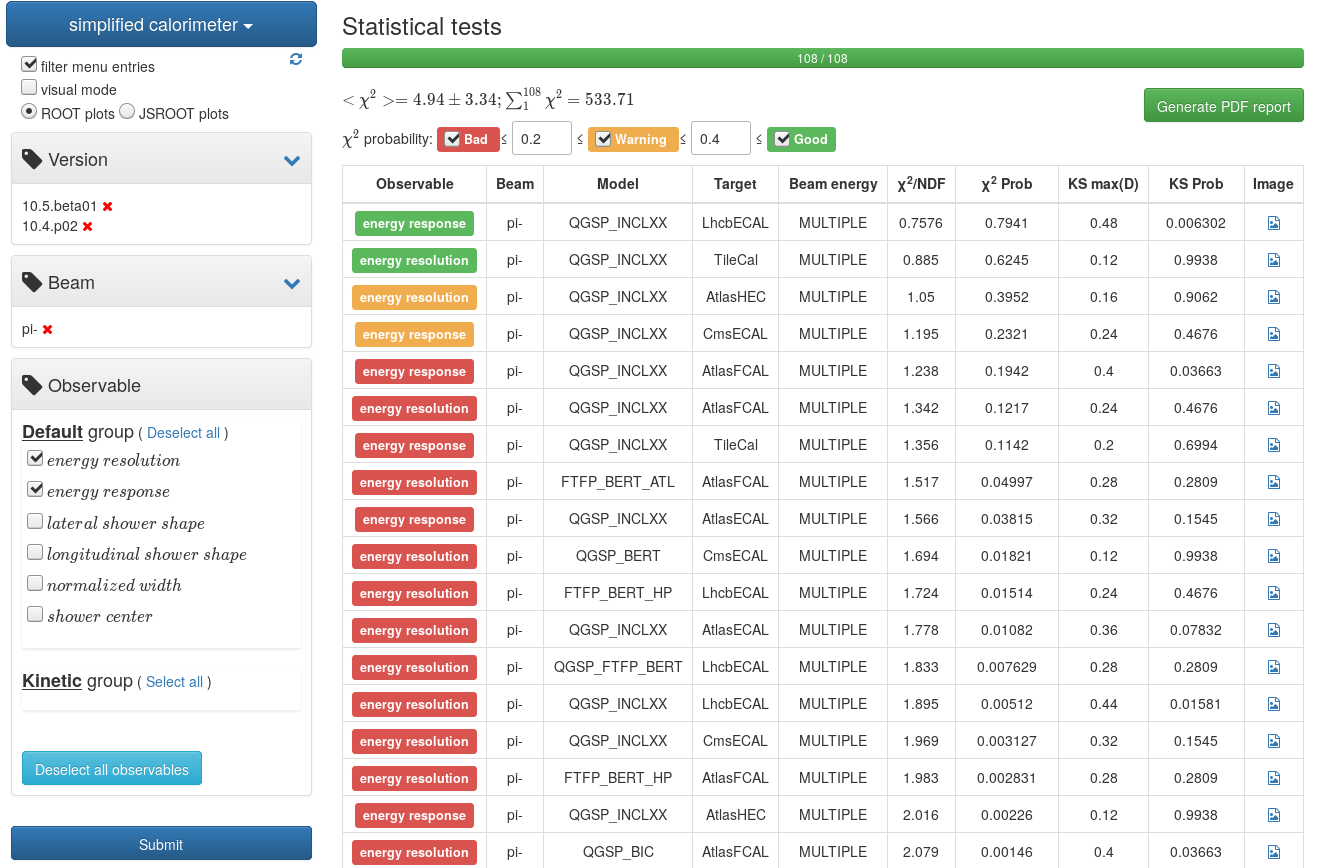 simplified calorimeter
filter menu entries
visual mode
ROOT plots JSROOT plots
Version
10.5.beta01
10.4.p02
Beam
pi-
Observable
Default group ( Deselect all )
energy resolution
energy response
lateral shower shape
longitudinal shower shape
normalized width
shower center
Kinetic group ( Select all )
Deselect all observables
Submit
Statistical tests
108 / 108
< χ² >= 4.94 ± 3.34; ∑₁¹⁰⁸ χ² = 533.71
Generate PDF report
χ² probability: Bad ≤ 0.2 ≤ Warning ≤ 0.4 ≤ Good
Observable Beam Model Target Beam energy χ²/NDF χ² Prob KS max(D) KS Prob Image
energy response pi- QGSP_INCLXX LhcbECAL MULTIPLE 0.7576 0.7941 0.48 0.006302
energy resolution pi- QGSP_INCLXX TileCal MULTIPLE 0.885 0.6245 0.12 0.9938
energy resolution pi- QGSP_INCLXX AtlasHEC MULTIPLE 1.05 0.3952 0.16 0.9062
energy response pi- QGSP_INCLXX CmsECAL MULTIPLE 1.195 0.2321 0.24 0.4676
energy response pi- QGSP_INCLXX AtlasFCAL MULTIPLE 1.238 0.1942 0.4 0.03663
energy resolution pi- QGSP_INCLXX AtlasFCAL MULTIPLE 1.342 0.1217 0.24 0.4676
energy response pi- QGSP_INCLXX TileCal MULTIPLE 1.356 0.1142 0.2 0.6994
energy resolution pi- FTFP_BERT_ATL AtlasFCAL MULTIPLE 1.517 0.04997 0.28 0.2809
energy response pi- QGSP_INCLXX AtlasECAL MULTIPLE 1.566 0.03815 0.32 0.1545
energy resolution pi- QGSP_BERT CmsECAL MULTIPLE 1.694 0.01821 0.12 0.9938
energy resolution pi- FTFP_BERT_HP LhcbECAL MULTIPLE 1.724 0.01514 0.24 0.4676
energy resolution pi- QGSP_INCLXX AtlasECAL MULTIPLE 1.778 0.01082 0.36 0.07832
energy resolution pi- QGSP_FTFP_BERT LhcbECAL MULTIPLE 1.833 0.007629 0.28 0.2809
energy resolution pi- QGSP_INCLXX LhcbECAL MULTIPLE 1.895 0.00512 0.44 0.01581
energy resolution pi- QGSP_INCLXX CmsECAL MULTIPLE 1.969 0.003127 0.32 0.1545
energy resolution pi- FTFP_BERT_HP AtlasFCAL MULTIPLE 1.983 0.002831 0.28 0.2809
energy response pi- QGSP_INCLXX AtlasHEC MULTIPLE 2.016 0.00226 0.12 0.9938
energy resolution pi- QGSP_BIC AtlasFCAL MULTIPLE 2.079 0.00146 0.4 0.03663